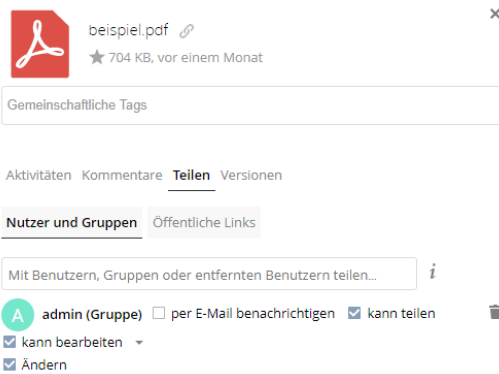 beispiel.pdf
704 KB, vor einem Monat
Gemeinschaftliche Tags
Aktivitäten Kommentare Teilen Versionen
Nutzer und Gruppen Öffentliche Links
Mit Benutzern, Gruppen oder entfernten Benutzern teilen... i
A admin (Gruppe) per E-Mail benachrichtigen kann teilen
kann bearbeiten
Ändern